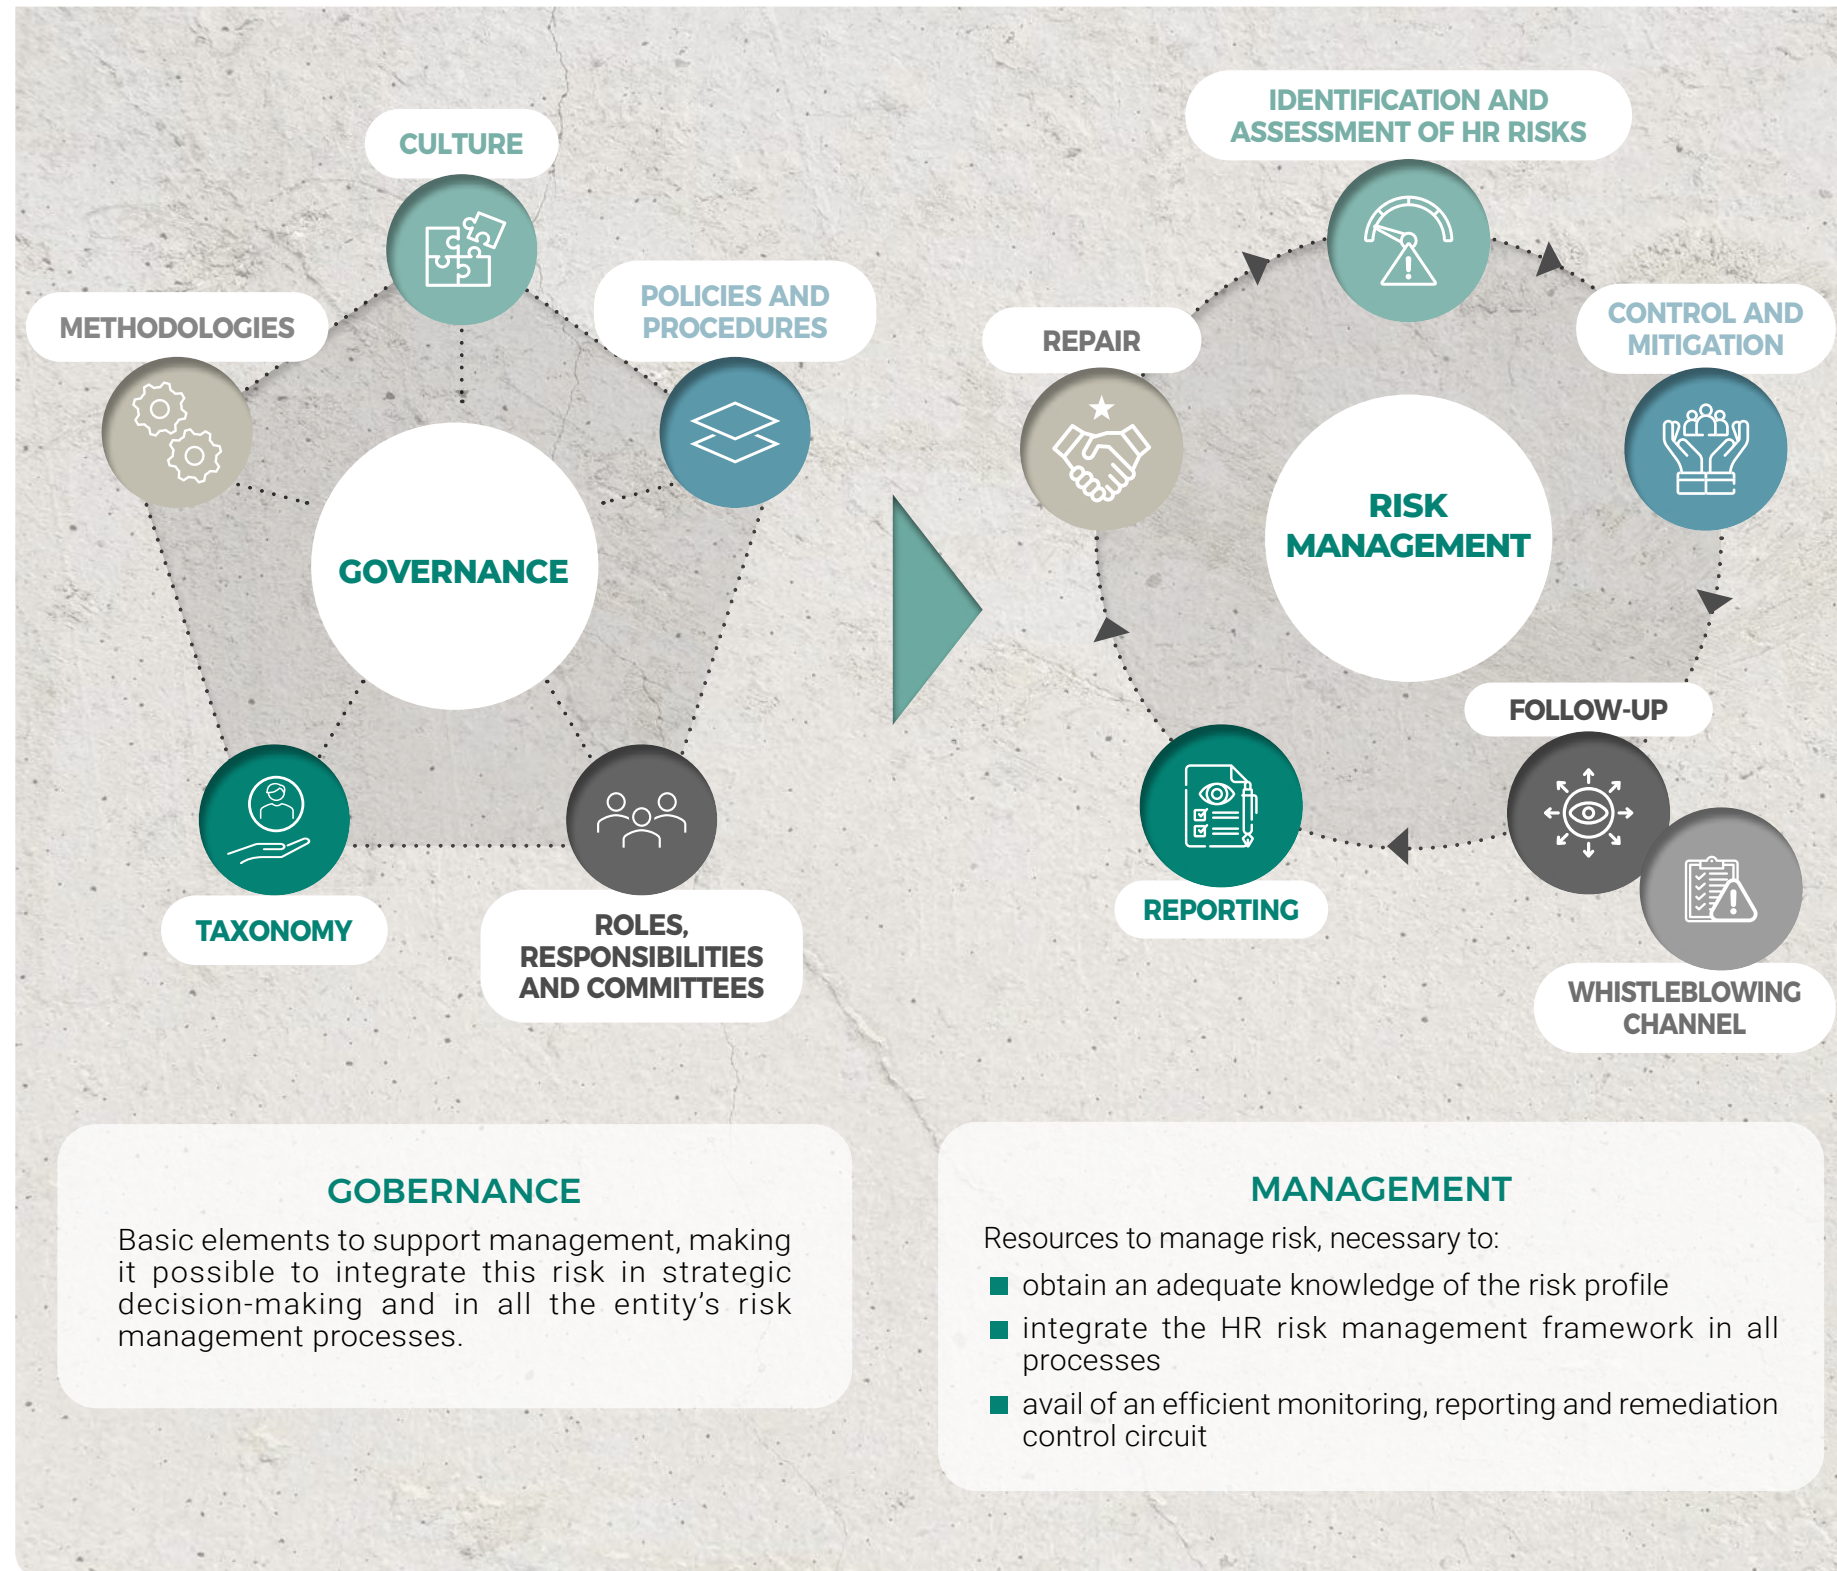 CULTURE
METHODOLOGIES
POLICIES AND
PROCEDURES
GOVERNANCE
TAXONOMY
ROLES,
RESPONSIBILITIES
AND COMMITTEES
IDENTIFICATION AND
ASSESSMENT OF HR RISKS
REPAIR
CONTROL AND
MITIGATION
RISK
MANAGEMENT
FOLLOW-UP
REPORTING
WHISTLEBLOWING
CHANNEL
GOBERNANCE
Basic elements to support management, making
it possible to integrate this risk in strategic
decision-making and in all the entity’s risk
management processes.
MANAGEMENT
Resources to manage risk, necessary to:
obtain an adequate knowledge of the risk profile
integrate the HR risk management framework in all
processes
avail of an efficient monitoring, reporting and remediation
control circuit